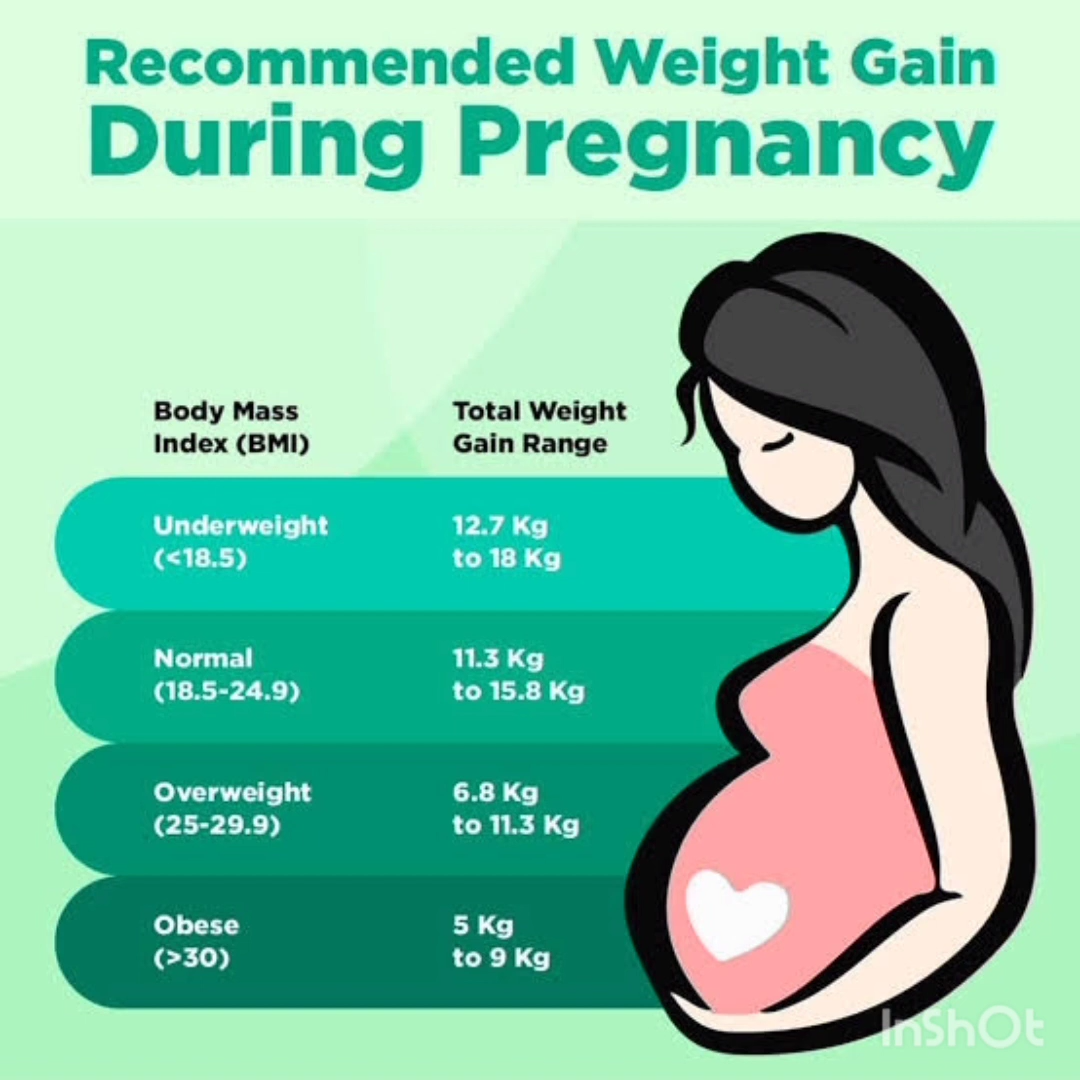 Recommended Weight Gain
During Pregnancy
Body Mass
Index (BMI)
Total Weight
Gain Range
Underweight
(<18.5)
12.7 Kg
to 18 Kg
Normal
(18.5-24.9)
11.3 Kg
to 15.8 Kg
Overweight
(25-29.9)
6.8 Kg
to 11.3 Kg
Obese
(>30)
5 Kg
to 9 Kg
InShOt